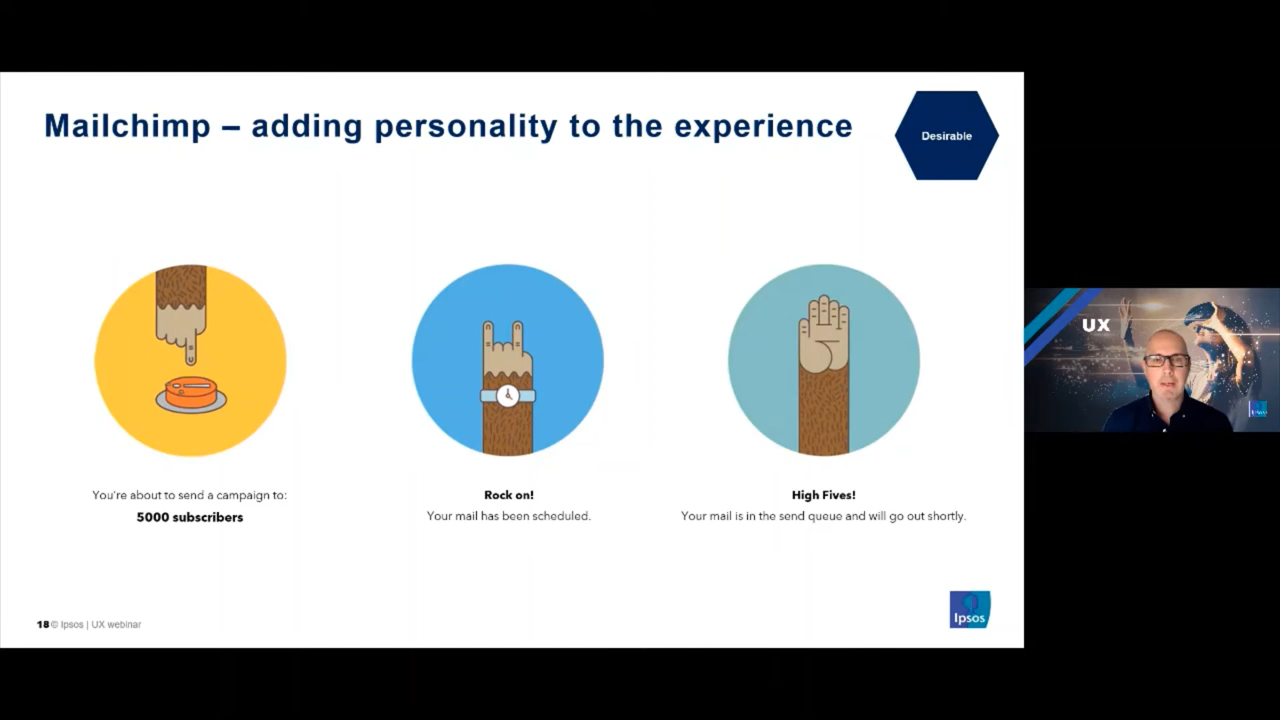 Mailchimp – adding personality to the experience
Desirable
You're about to send a campaign to:
5000 subscribers
Rock on!
Your mail has been scheduled.
High Fives!
Your mail is in the send queue and will go out shortly.
18 © Ipsos | UX webinar
Ipsos
UX
Ipsos